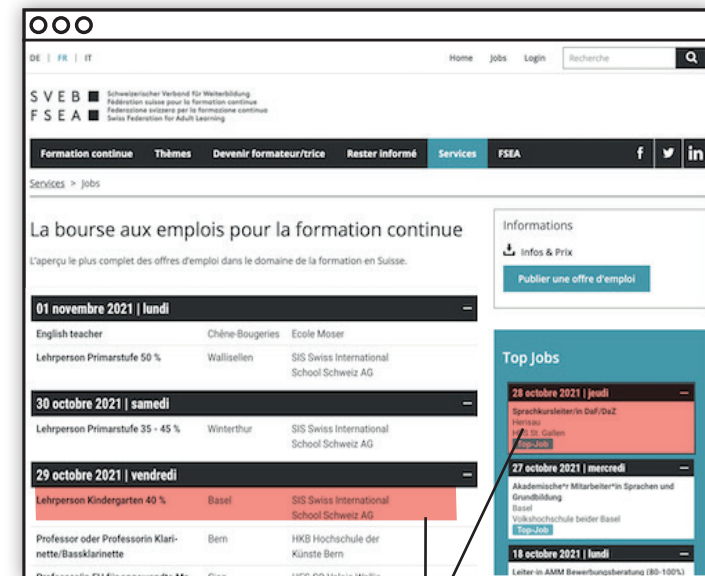 DE | FR | IT
Home Jobs Login Recherche
SVEB
FSEA
Schweizerischer Verband für Weiterbildung
Fédération suisse pour la formation continue
Federazione svizzera per la formazione continua
Swiss Federation for Adult Learning
Formation continue Thèmes Devenir formateur/trice Rester informé Services FSEA
Services > Jobs
La bourse aux emplois pour la formation continue
L'aperçu le plus complet des offres d'emploi dans le domaine de la formation en Suisse.
01 novembre 2021 | lundi
English teacher Chêne-Bougeries Ecole Moser
Lehrperson Primarstufe 50 % Wallisellen SIS Swiss International
School Schweiz AG
30 octobre 2021 | samedi
Lehrperson Primarstufe 35 - 45 % Winterthur SIS Swiss International
School Schweiz AG
29 octobre 2021 | vendredi
Lehrperson Kindergarten 40 % Basel SIS Swiss International
School Schweiz AG
Professor oder Professorin Klari- Bern HKB Hochschule der
nette/Bassklarinette Künste Bern
Informations
Infos & Prix
Publier une offre d'emploi
Top Jobs
28 octobre 2021 | jeudi
Sprachkursleiter/in DaF/DaZ
Herisau
St. Gallen
Top-Job
27 octobre 2021 | mercredi
Akademische*r Mitarbeiter*in Sprachen und
Grundbildung
Basel
Volkshochschule beider Basel
Top-Job
18 octobre 2021 | lundi
Leiter-in AMM Bewerbungsberatung (80-100%)